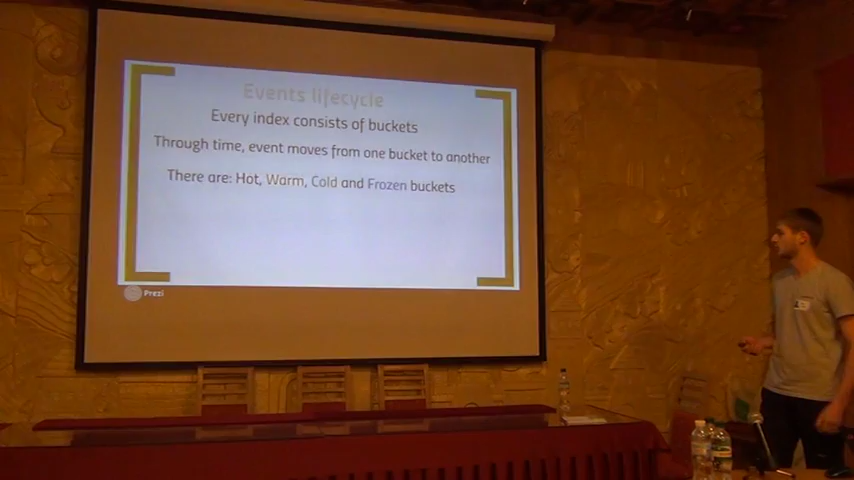 Events lifecycle
Every index consists of buckets
Through time, event moves from one bucket to another
There are: Hot, Warm, Cold and Frozen buckets
Prezi